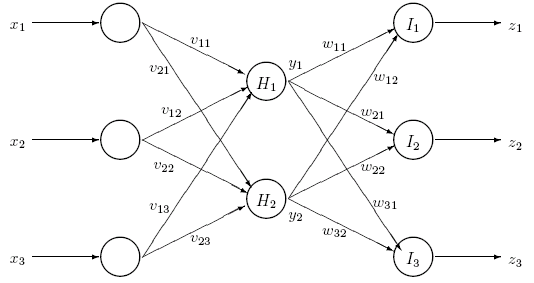 x₁ v₁₁ w₁₁ I₁ z₁
v₂₁ y₁ w₁₂
H₁
v₁₂ w₂₁
x₂ I₂ z₂
v₂₂ w₂₂
H₂
v₁₃ w₃₁
y₂
v₂₃ w₃₂
x₃ I₃ z₃